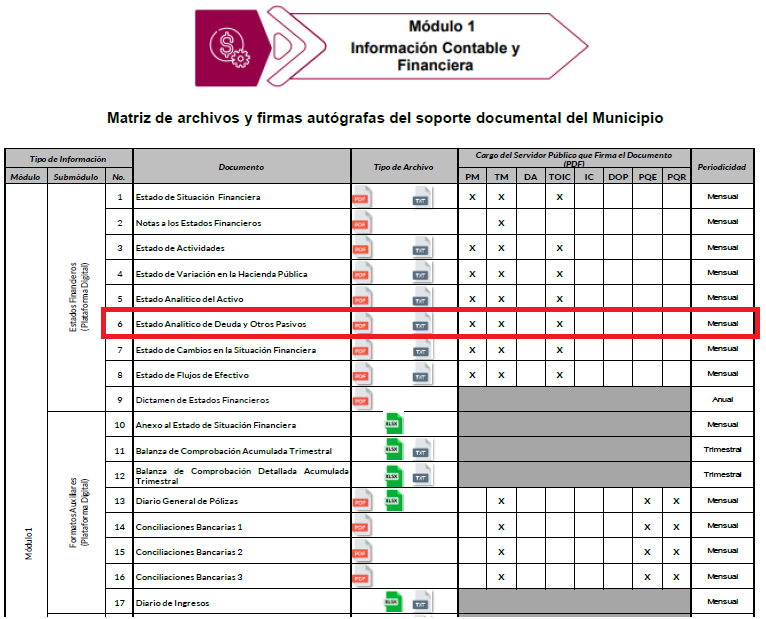 Módulo 1
Información Contable y
Financiera
Matriz de archivos y firmas autógrafas del soporte documental del Municipio
Tipo de Información Documento Tipo de Archivo Cargo del Servidor Público que Firma el Documento (PDF) Periodicidad
Módulo Submódulo No. PM TM DA TOIC IC DOP PQE PQR
Módulo1
Estados Financieros
(Plataforma Digital)
1 Estado de Situación Financiera PDF TXT X X X Mensual
2 Notas a los Estados Financieros PDF X Mensual
3 Estado de Actividades PDF TXT X X X Mensual
4 Estado de Variación en la Hacienda Pública PDF TXT X X X Mensual
5 Estado Analítico del Activo PDF TXT X X X Mensual
6 Estado Analítico de Deuda y Otros Pasivos PDF TXT X X X Mensual
7 Estado de Cambios en la Situación Financiera PDF TXT X X X Mensual
8 Estado de Flujos de Efectivo PDF TXT X X X Mensual
9 Dictamen de Estados Financieros PDF Anual
Formatos Auxiliares
(Plataforma Digital)
10 Anexo al Estado de Situación Financiera XLSX Mensual
11 Balanza de Comprobación Acumulada Trimestral XLSX TXT Trimestral
12 Balanza de Comprobación Detallada Acumulada Trimestral XLSX TXT Trimestral
13 Diario General de Pólizas PDF XLSX X X X Mensual
14 Conciliaciones Bancarias 1 PDF X X X Mensual
15 Conciliaciones Bancarias 2 PDF X X X Mensual
16 Conciliaciones Bancarias 3 PDF X X X Mensual
17 Diario de Ingresos XLSX TXT Mensual